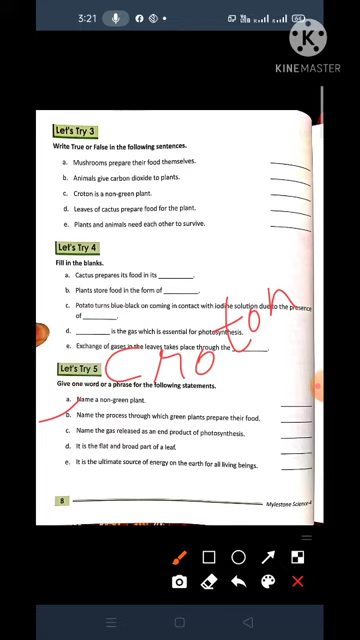 3:21
KINEMASTER
Let's Try 3
Write True or False in the following sentences.
a. Mushrooms prepare their food themselves.
b. Animals give carbon dioxide to plants.
c. Croton is a non-green plant.
d. Leaves of cactus prepare food for the plant.
e. Plants and animals need each other to survive.
Let's Try 4
Fill in the blanks.
a. Cactus prepares its food in its __________.
b. Plants store food in the form of __________.
c. Potato turns blue-black on coming in contact with iodine solution due to the presence
of __________.
d. __________ is the gas which is essential for photosynthesis.
e. Exchange of gases in the leaves takes place through the __________.
croton
Let's Try 5
Give one word or a phrase for the following statements.
a. Name a non-green plant.
b. Name the process through which green plants prepare their food.
c. Name the gas released as an end product of photosynthesis.
d. It is the flat and broad part of a leaf.
e. It is the ultimate source of energy on the earth for all living beings.
8
Mylestone Science-4